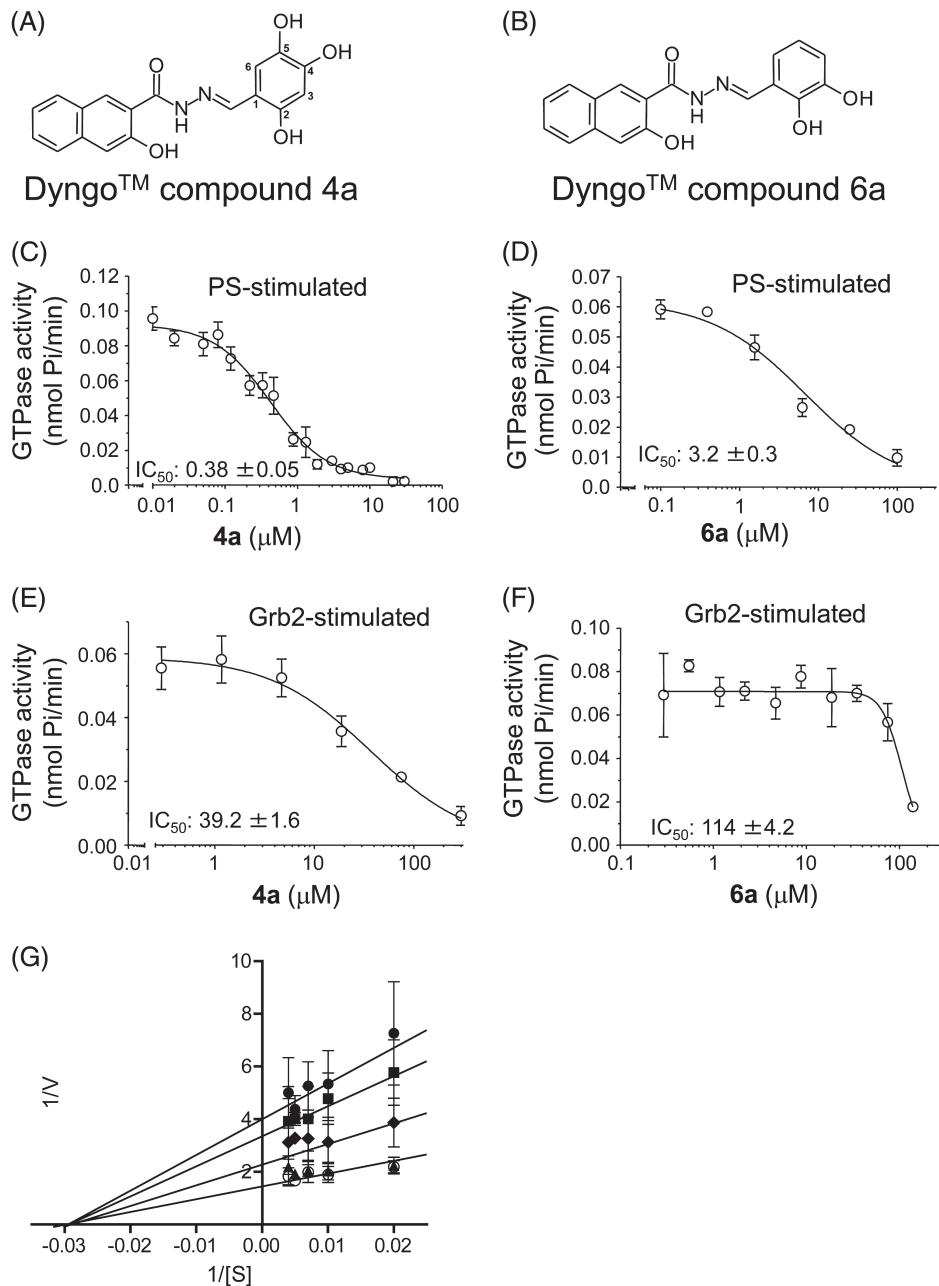 (A)
OH
5
OH
6
4
O
N
1
3
N
H
2
OH
OH
Dyngo™ compound 4a
(B)
O
N
N
H
OH
OH
OH
Dyngo™ compound 6a
(C)
PS-stimulated
GTPase activity
(nmol Pi/min)
0.12
0.10
0.08
0.06
0.04
0.02
0.0
IC₅₀: 0.38 ±0.05
0.01 0.1 1 10 100
4a (μM)
(D)
PS-stimulated
GTPase activity
(nmol Pi/min)
0.07
0.06
0.05
0.04
0.03
0.02
0.01
0.0
IC₅₀: 3.2 ±0.3
0.1 1 10 100
6a (μM)
(E)
Grb2-stimulated
GTPase activity
(nmol Pi/min)
0.06
0.04
0.02
0.00
IC₅₀: 39.2 ±1.6
0.01 1 10 100
4a (μM)
(F)
Grb2-stimulated
GTPase activity
(nmol Pi/min)
0.10
0.08
0.06
0.04
0.02
0.00
IC₅₀: 114 ±4.2
0.1 1 10 100
6a (μM)
(G)
1/V
10
8
6
4
2
-0.03 -0.02 -0.01 0.00 0.01 0.02
1/[S]